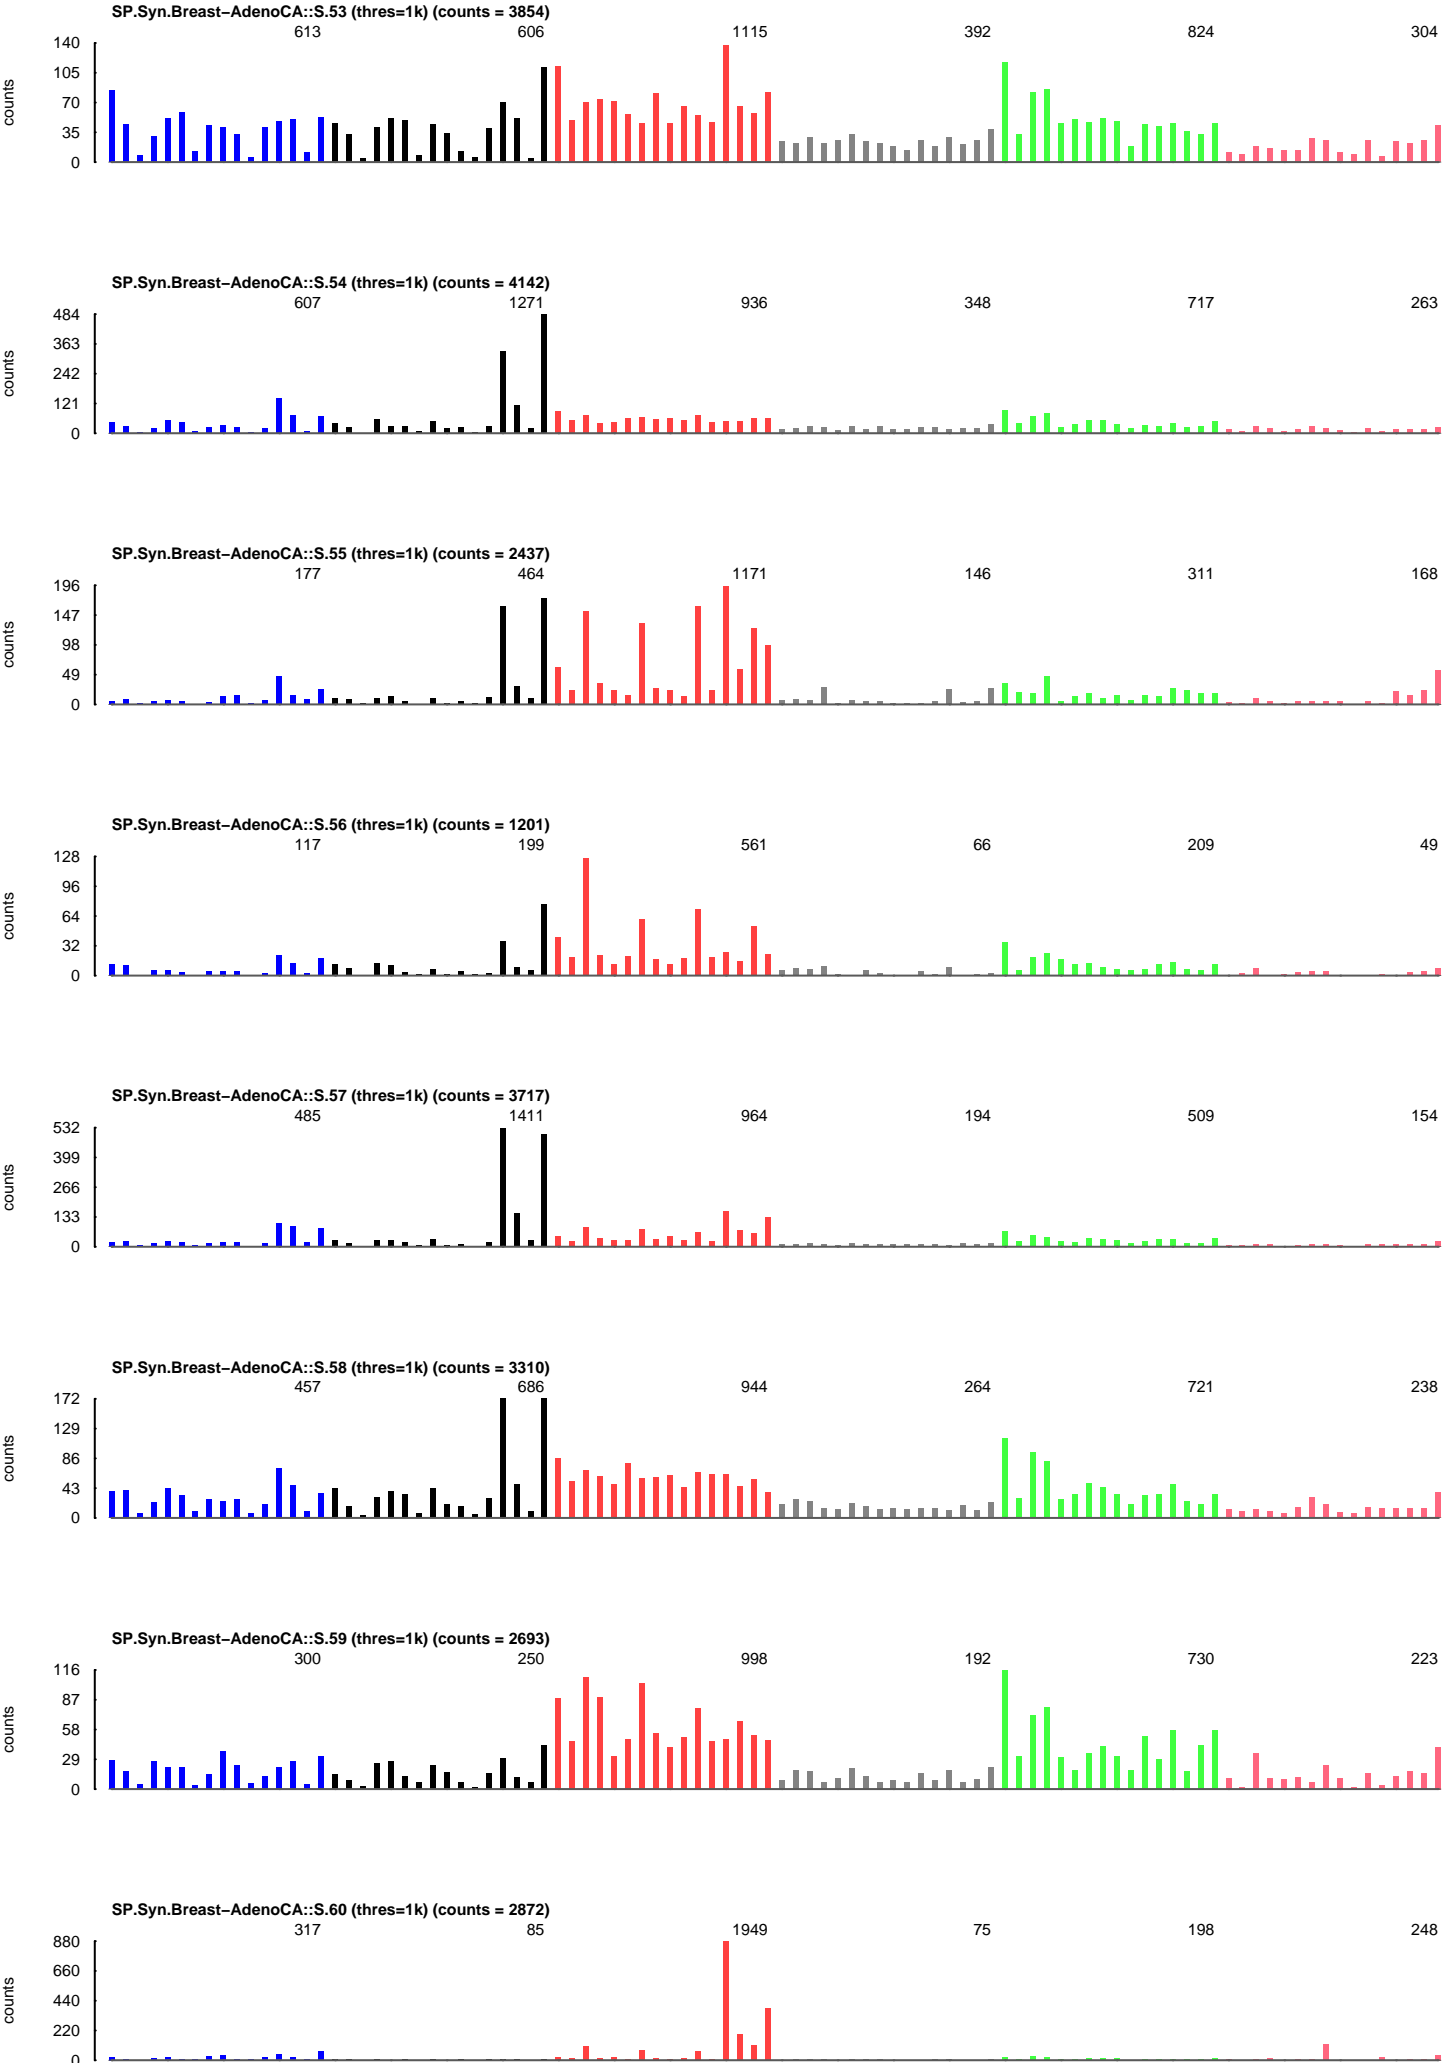 SP.Syn.Breast−AdenoCA::S.53 (thres=1k) (counts = 3854)
613 606 1115 392 824 304
140
105
70
35
0
counts
SP.Syn.Breast−AdenoCA::S.54 (thres=1k) (counts = 4142)
607 1271 936 348 717 263
484
363
242
121
0
counts
SP.Syn.Breast−AdenoCA::S.55 (thres=1k) (counts = 2437)
177 464 1171 146 311 168
196
147
98
49
0
counts
SP.Syn.Breast−AdenoCA::S.56 (thres=1k) (counts = 1201)
117 199 561 66 209 49
128
96
64
32
0
counts
SP.Syn.Breast−AdenoCA::S.57 (thres=1k) (counts = 3717)
485 1411 964 194 509 154
532
399
266
133
0
counts
SP.Syn.Breast−AdenoCA::S.58 (thres=1k) (counts = 3310)
457 686 944 264 721 238
172
129
86
43
0
counts
SP.Syn.Breast−AdenoCA::S.59 (thres=1k) (counts = 2693)
300 250 998 192 730 223
116
87
58
29
0
counts
SP.Syn.Breast−AdenoCA::S.60 (thres=1k) (counts = 2872)
317 85 1949 75 198 248
880
660
440
220
0
counts